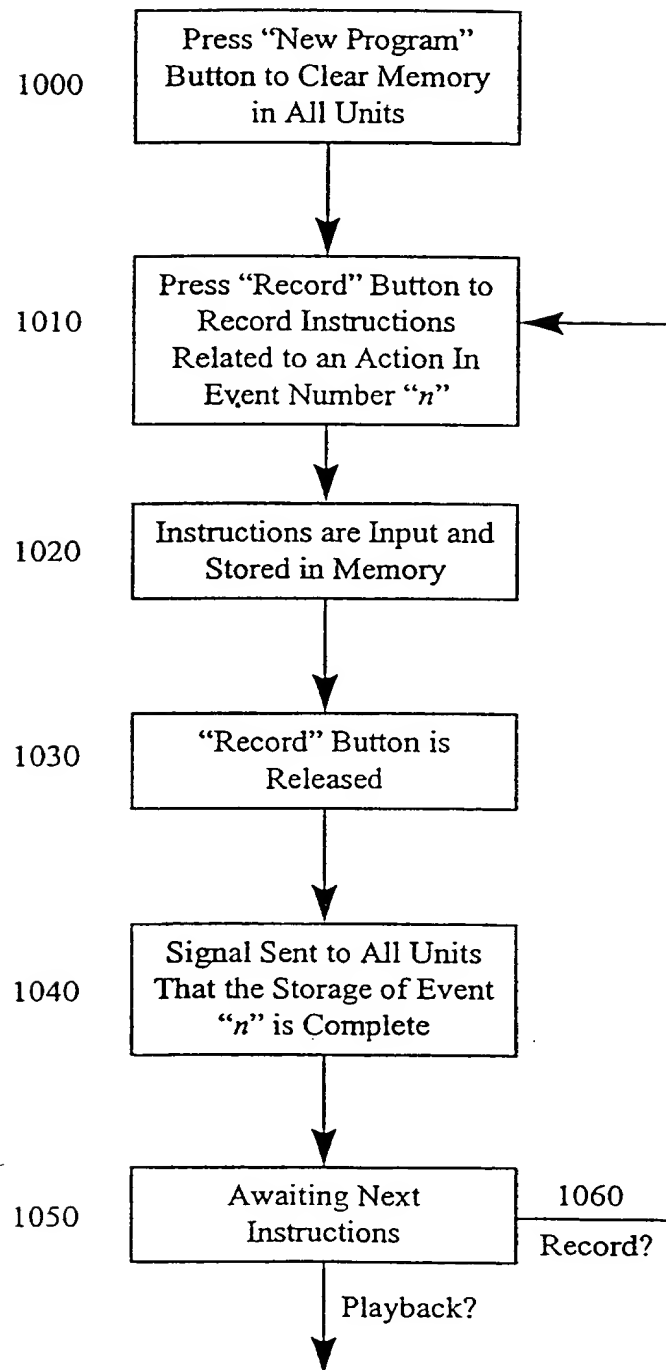 1000
Press “New Program”
Button to Clear Memory
in All Units
1010
Press “Record” Button to
Record Instructions
Related to an Action In
Event Number “n”
1020
Instructions are Input and
Stored in Memory
1030
“Record” Button is
Released
1040
Signal Sent to All Units
That the Storage of Event
“n” is Complete
1050
Awaiting Next
Instructions
1060
Record?
Playback?